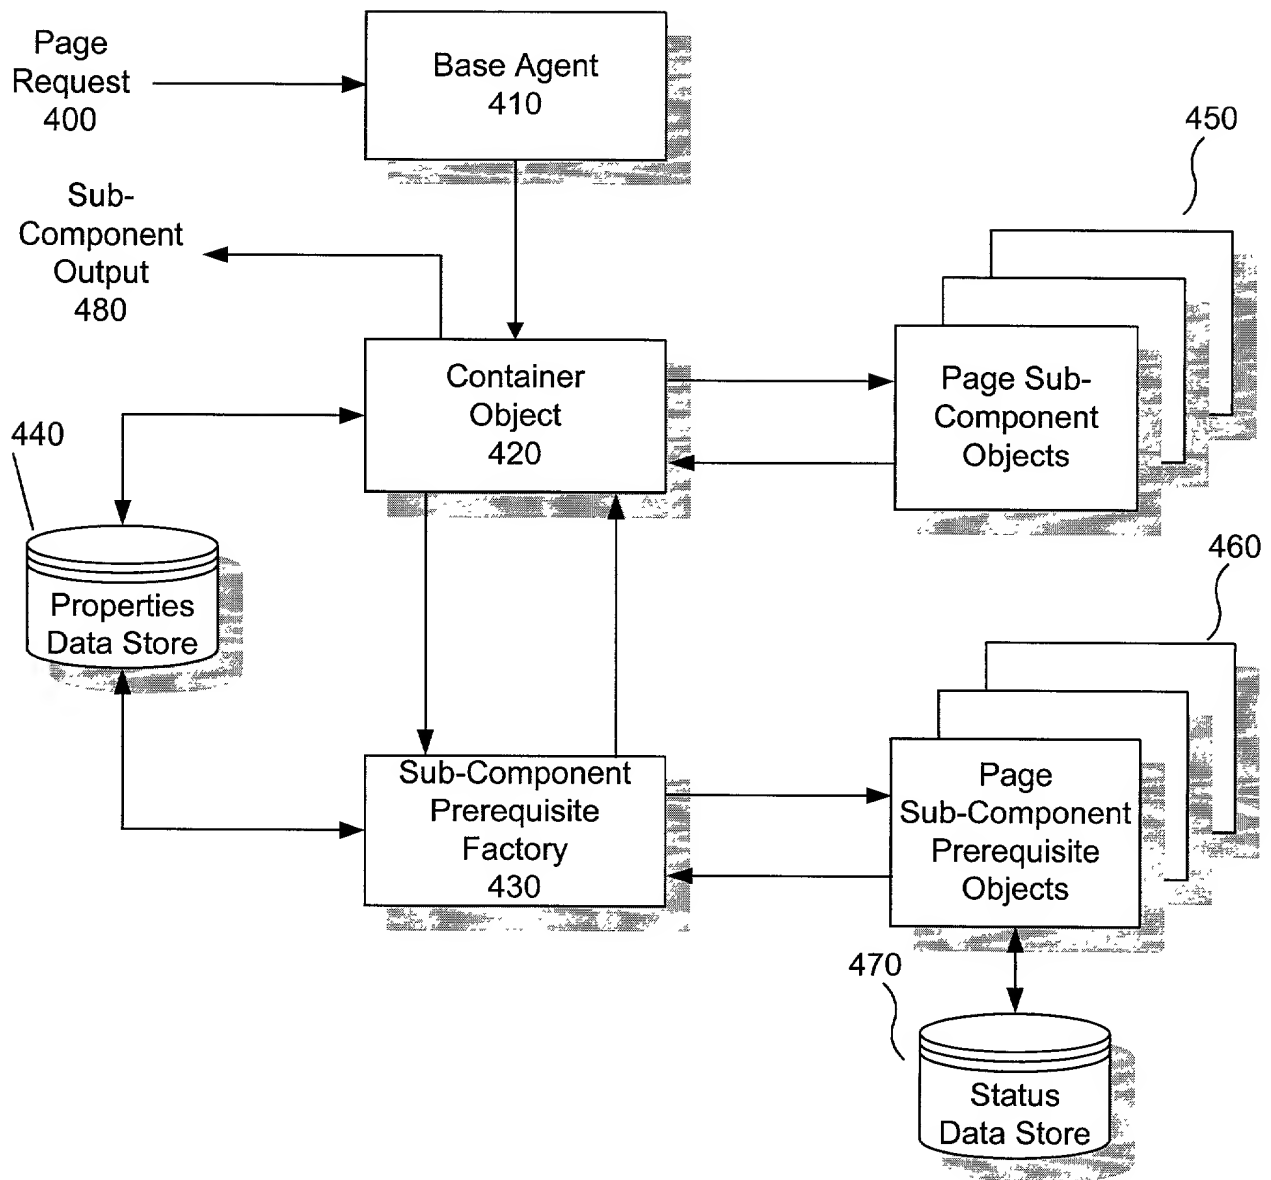 Page
Request
400
Base Agent
410
450
Sub-
Component
Output
480
Container
Object
420
Page Sub-
Component
Objects
440
Properties
Data Store
460
Sub-Component
Prerequisite
Factory
430
Page
Sub-Component
Prerequisite
Objects
470
Status
Data Store